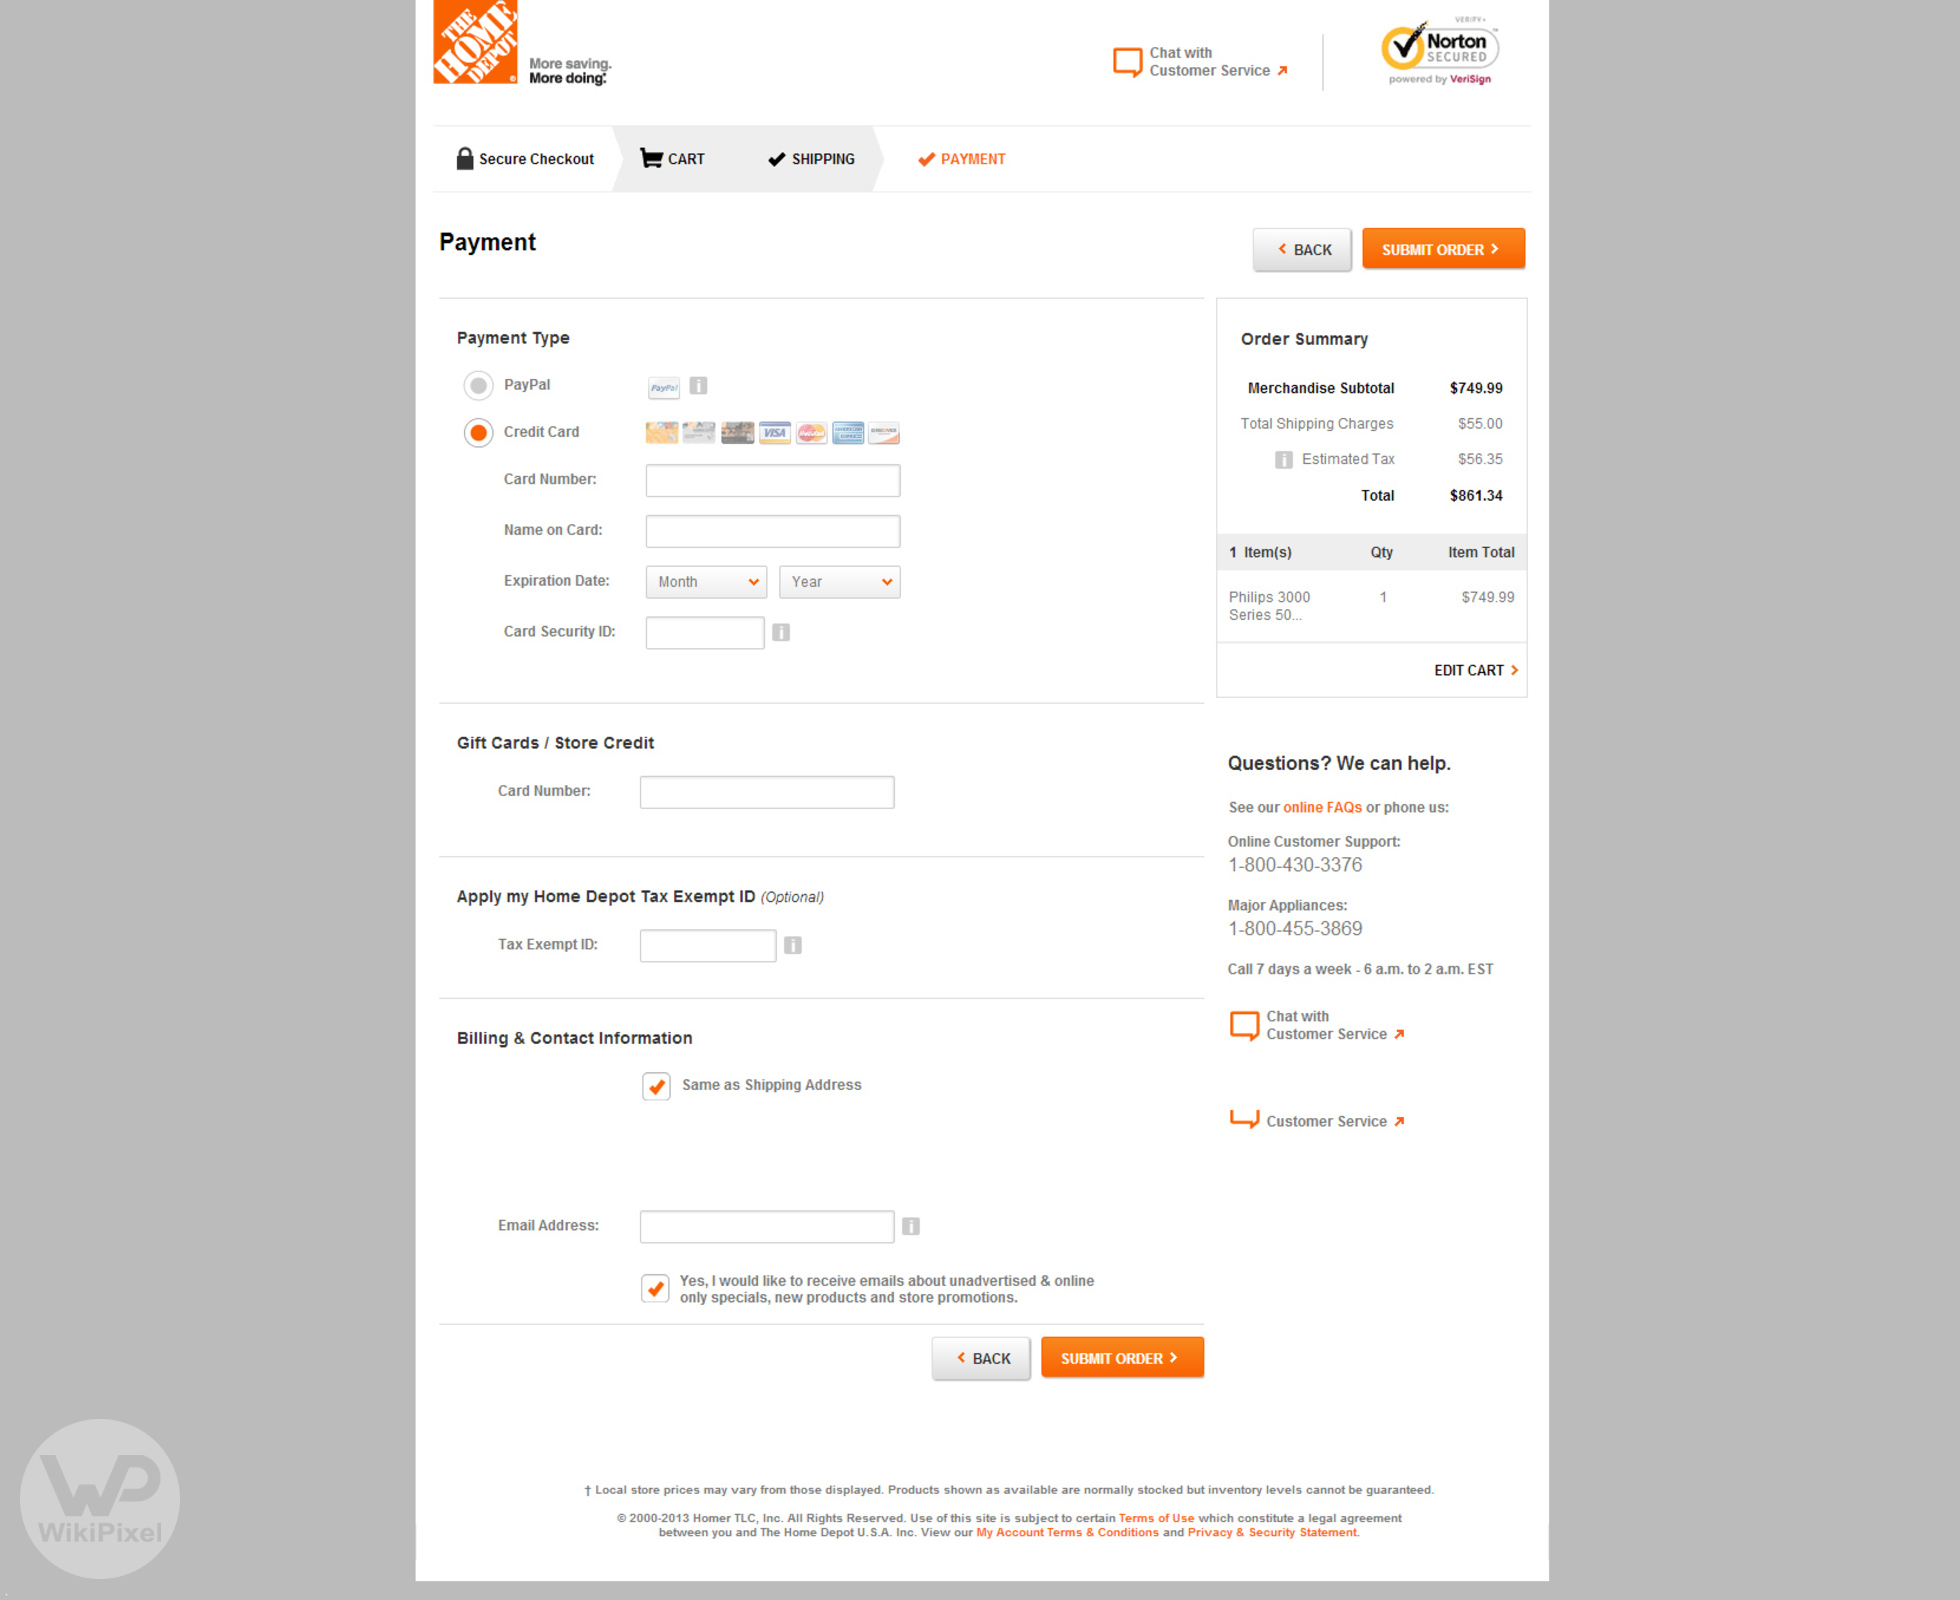 THE
HOME
DEPOT
More saving.
More doing.
Chat with
Customer Service
VERIFY
Norton
SECURED
powered by VeriSign
Secure Checkout
CART
SHIPPING
PAYMENT
Payment
BACK
SUBMIT ORDER
Payment Type
PayPal
PayPal
Credit Card
VISA
Card Number:
Name on Card:
Expiration Date:
Month
Year
Card Security ID:
Order Summary
Merchandise Subtotal $749.99
Total Shipping Charges $55.00
Estimated Tax $56.35
Total $861.34
1 Item(s) Qty Item Total
Philips 3000 1 $749.99
Series 50...
EDIT CART
Gift Cards / Store Credit
Card Number:
Apply my Home Depot Tax Exempt ID (Optional)
Tax Exempt ID:
Billing & Contact Information
Same as Shipping Address
Email Address:
Yes, I would like to receive emails about unadvertised & online
only specials, new products and store promotions.
BACK
SUBMIT ORDER
Questions? We can help.
See our online FAQs or phone us:
Online Customer Support:
1-800-430-3376
Major Appliances:
1-800-455-3869
Call 7 days a week - 6 a.m. to 2 a.m. EST
Chat with
Customer Service
Customer Service
† Local store prices may vary from those displayed. Products shown as available are normally stocked but inventory levels cannot be guaranteed.
© 2000-2013 Homer TLC, Inc. All Rights Reserved. Use of this site is subject to certain Terms of Use which constitute a legal agreement
between you and The Home Depot U.S.A. Inc. View our My Account Terms & Conditions and Privacy & Security Statement.
WP
WikiPixel